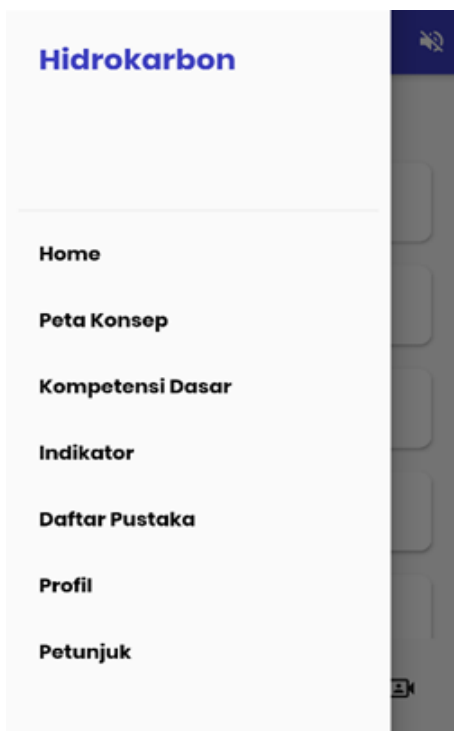 Hidrokarbon
Home
Peta Konsep
Kompetensi Dasar
Indikator
Daftar Pustaka
Profil
Petunjuk